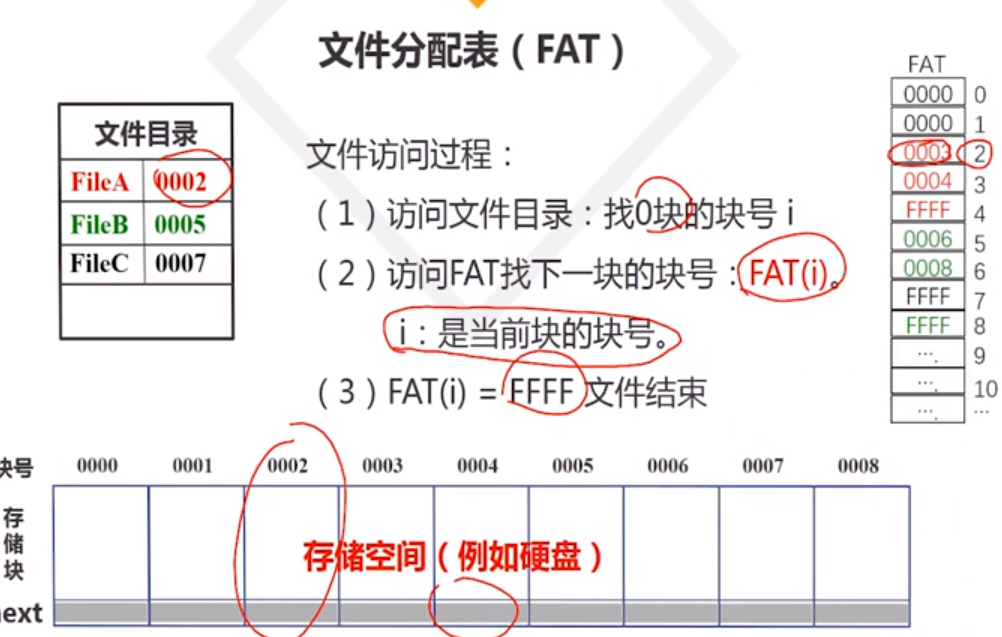 文件分配表（FAT）
文件目录
FileA 0002
FileB 0005
FileC 0007
文件访问过程：
（1）访问文件目录：找0块的块号 i
（2）访问FAT找下一块的块号：FAT(i)。
i：是当前块的块号。
（3）FAT(i) = FFFF 文件结束
FAT
0000 0
0000 1
0003 2
0004 3
FFFF 4
0006 5
0008 6
FFFF 7
FFFF 8
…. 9
…. 10
…. …
块号 0000 0001 0002 0003 0004 0005 0006 0007 0008
存储块
存储空间（例如硬盘）
next